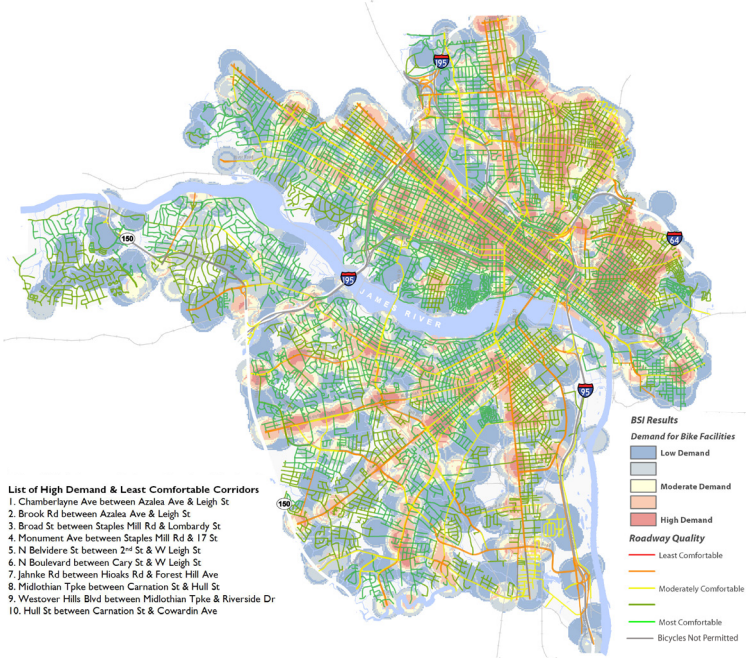 195
64
150
195
JAMES RIVER
95
150
BSI Results
Demand for Bike Facilities
Low Demand
Moderate Demand
High Demand
Roadway Quality
Least Comfortable
Moderately Comfortable
Most Comfortable
Bicycles Not Permitted
List of High Demand & Least Comfortable Corridors
1. Chamberlayne Ave between Azalea Ave & Leigh St
2. Brook Rd between Azalea Ave & Leigh St
3. Broad St between Staples Mill Rd & Lombardy St
4. Monument Ave between Staples Mill Rd & 17 St
5. N Belvidere St between 2nd St & W Leigh St
6. N Boulevard between Cary St & W Leigh St
7. Jahnke Rd between Hioaks Rd & Forest Hill Ave
8. Midlothian Tpke between Carnation St & Hull St
9. Westover Hills Blvd between Midlothian Tpke & Riverside Dr
10. Hull St between Carnation St & Cowardin Ave